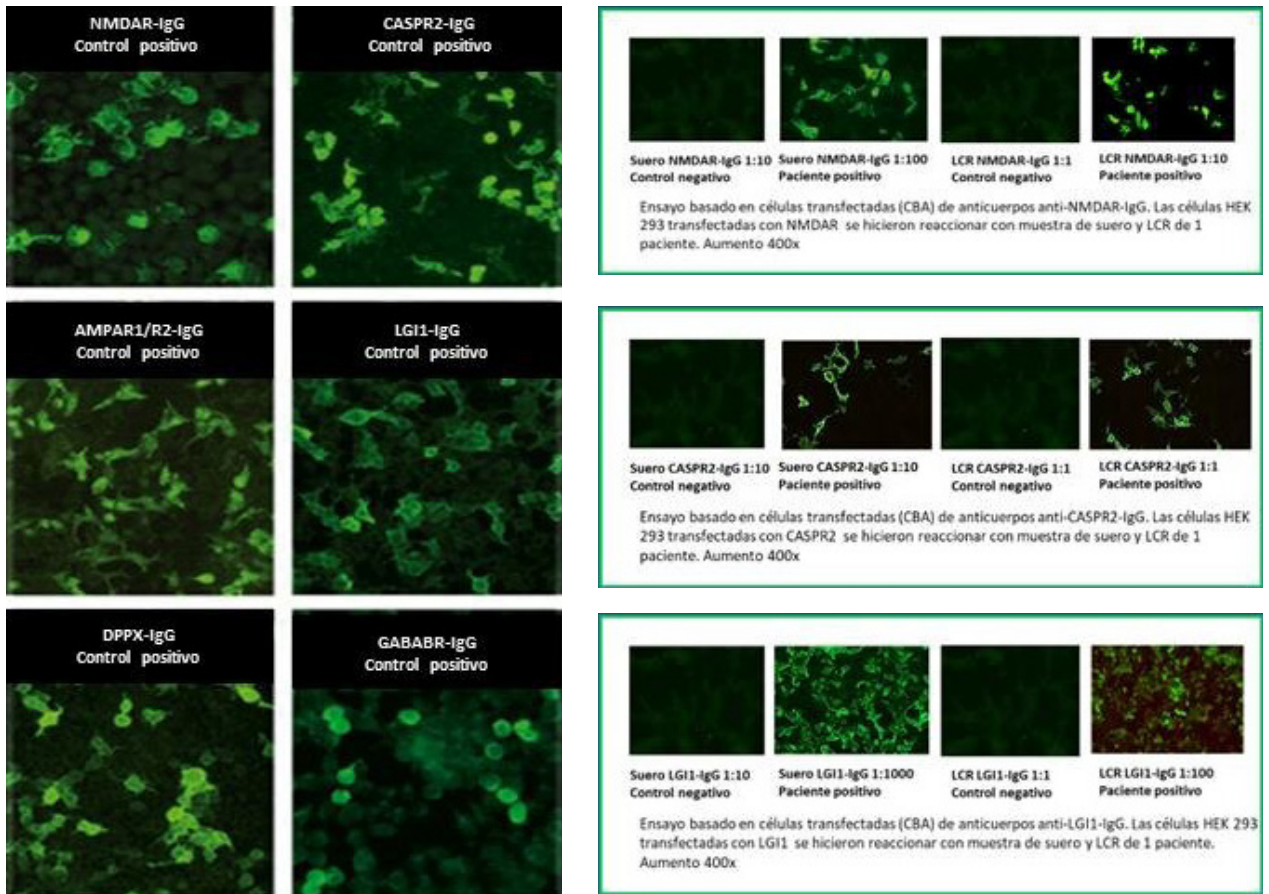 NMDAR-IgG
Control positivo
CASPR2-IgG
Control positivo
AMPAR1/R2-IgG
Control positivo
LGI1-IgG
Control positivo
DPPX-IgG
Control positivo
GABABR-IgG
Control positivo
Suero NMDAR-IgG 1:10
Control negativo
Suero NMDAR-IgG 1:100
Paciente positivo
LCR NMDAR-IgG 1:1
Control negativo
LCR NMDAR-IgG 1:10
Paciente positivo
Ensayo basado en células transfectadas (CBA) de anticuerpos anti-NMDAR-IgG. Las células HEK
293 transfectadas con NMDAR se hicieron reaccionar con muestra de suero y LCR de 1
paciente. Aumento 400x
Suero CASPR2-IgG 1:10
Control negativo
Suero CASPR2-IgG 1:10
Paciente positivo
LCR CASPR2-IgG 1:1
Control negativo
LCR CASPR2-IgG 1:1
Paciente positivo
Ensayo basado en células transfectadas (CBA) de anticuerpos anti-CASPR2-IgG. Las células HEK
293 transfectadas con CASPR2 se hicieron reaccionar con muestra de suero y LCR de 1
paciente. Aumento 400x
Suero LGI1-IgG 1:10
Control negativo
Suero LGI1-IgG 1:1000
Paciente positivo
LCR LGI1-IgG 1:1
Control negativo
LCR LGI1-IgG 1:100
Paciente positivo
Ensayo basado en células transfectadas (CBA) de anticuerpos anti-LGI1-IgG. Las células HEK 293
transfectadas con LGI1 se hicieron reaccionar con muestra de suero y LCR de 1 paciente.
Aumento 400x